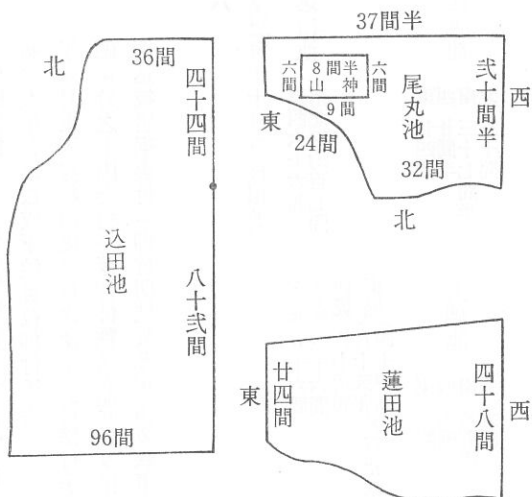 北
36間
四十四間
込田池
八十弐間
96間
37間半
六間
8間半
山神
六間
9間
尾丸池
弐十間半
西
東
24間
32間
北
東
廿四間
蓮田池
四十八間
西